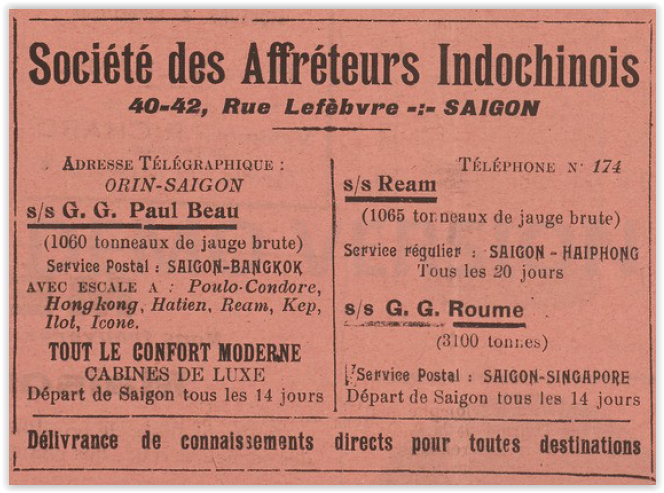 Société des Affréteurs Indochinois
40-42, Rue Lefèbvre -:- SAIGON
ADRESSE TÉLÉGRAPHIQUE :
ORIN-SAIGON
s/s G. G. Paul Beau
(1060 tonneaux de jauge brute)
Service Postal : SAIGON-BANGKOK
AVEC ESCALE A : Poulo-Condore,
Hongkong, Hatien, Ream, Kep,
Ilot, Icone.
TOUT LE CONFORT MODERNE
CABINES DE LUXE
Départ de Saigon tous les 14 jours
TÉLÉPHONE N° 174
s/s Ream
(1065 tonneaux de jauge brute)
Service régulier : SAIGON - HAIPHONG
Tous les 20 jours
s/s G. G. Roume
(3100 tonnes)
Service Postal : SAIGON-SINGAPORE
Départ de Saigon tous les 14 jours
Délivrance de connaissements directs pour toutes destinations